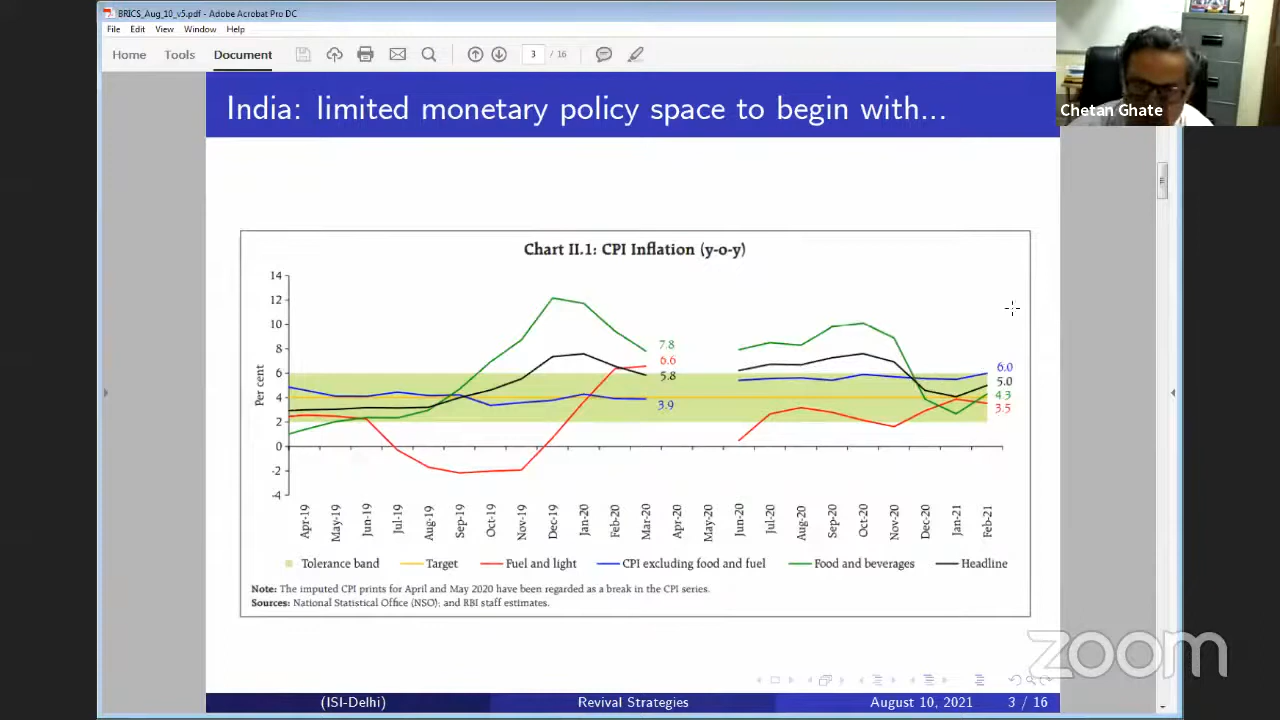 BRICS_Aug_10_v5.pdf - Adobe Acrobat Pro DC
File Edit View Window Help
Home Tools Document 3 / 16
Chetan Ghate
India: limited monetary policy space to begin with...
Chart II.1: CPI Inflation (y-o-y)
Per cent
14
12
10
8
6
4
2
0
-2
-4
7.8
6.6
5.8
3.9
6.0
5.0
4.3
3.5
Apr-19 May-19 Jun-19 Jul-19 Aug-19 Sep-19 Oct-19 Nov-19 Dec-19 Jan-20 Feb-20 Mar-20 Apr-20 May-20 Jun-20 Jul-20 Aug-20 Sep-20 Oct-20 Nov-20 Dec-20 Jan-21 Feb-21
Tolerance band Target Fuel and light CPI excluding food and fuel Food and beverages Headline
Note: The imputed CPI prints for April and May 2020 have been regarded as a break in the CPI series.
Sources: National Statistical Office (NSO); and RBI staff estimates.
zoom
(ISI-Delhi) Revival Strategies August 10, 2021 3 / 16